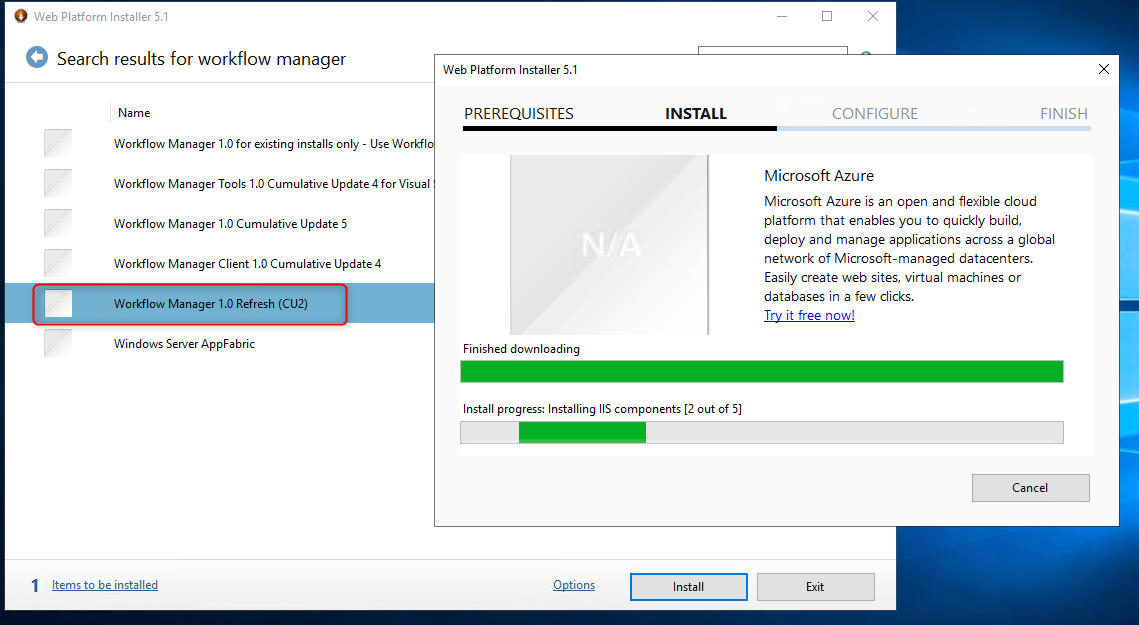 Web Platform Installer 5.1
Search results for workflow manager
Name
Workflow Manager 1.0 for existing installs only - Use
Workflow Manager Tools 1.0 Cumulative Update 4 for Visual
Workflow Manager 1.0 Cumulative Update 5
Workflow Manager Client 1.0 Cumulative Update 4
Workflow Manager 1.0 Refresh (CU2)
Windows Server AppFabric
1 Items to be installed
Options
Install
Exit
Web Platform Installer 5.1
PREREQUISITES INSTALL CONFIGURE FINISH
N/A
Microsoft Azure
Microsoft Azure is an open and flexible cloud
platform that enables you to quickly build,
deploy and manage applications across a global
network of Microsoft-managed datacenters.
Easily create web sites, virtual machines or
databases in a few clicks.
Try it free now!
Finished downloading
Install progress: Installing IIS components [2 out of 5]
Cancel